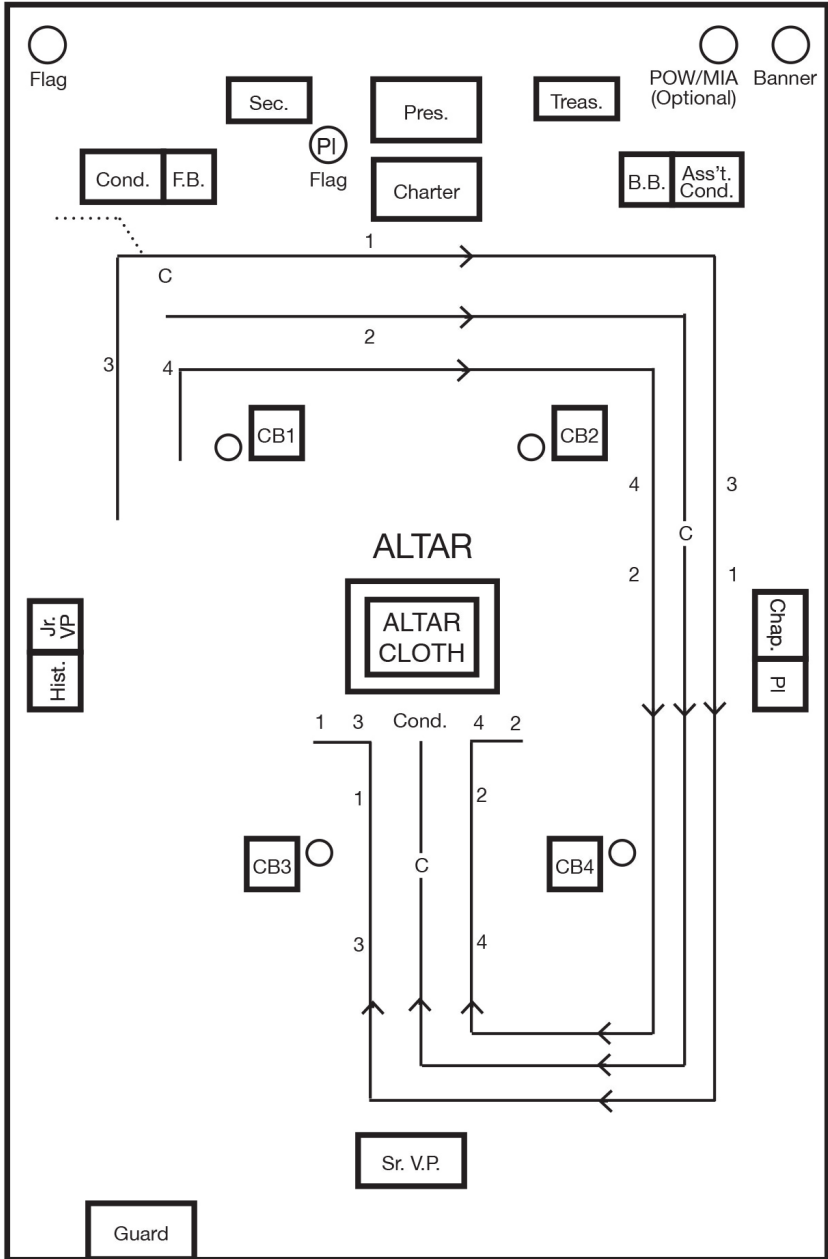 Flag
POW/MIA
(Optional)
Banner
Sec.
Pres.
Treas.
PI
Flag
Cond.
F.B.
Charter
B.B.
Ass't.
Cond.
1
C
2
3
4
CB1
CB2
4
3
C
ALTAR
2
1
ALTAR
CLOTH
Jr.
VP
Hist.
Chap.
PI
1
3
Cond.
4
2
1
2
CB3
C
CB4
3
4
Sr. V.P.
Guard